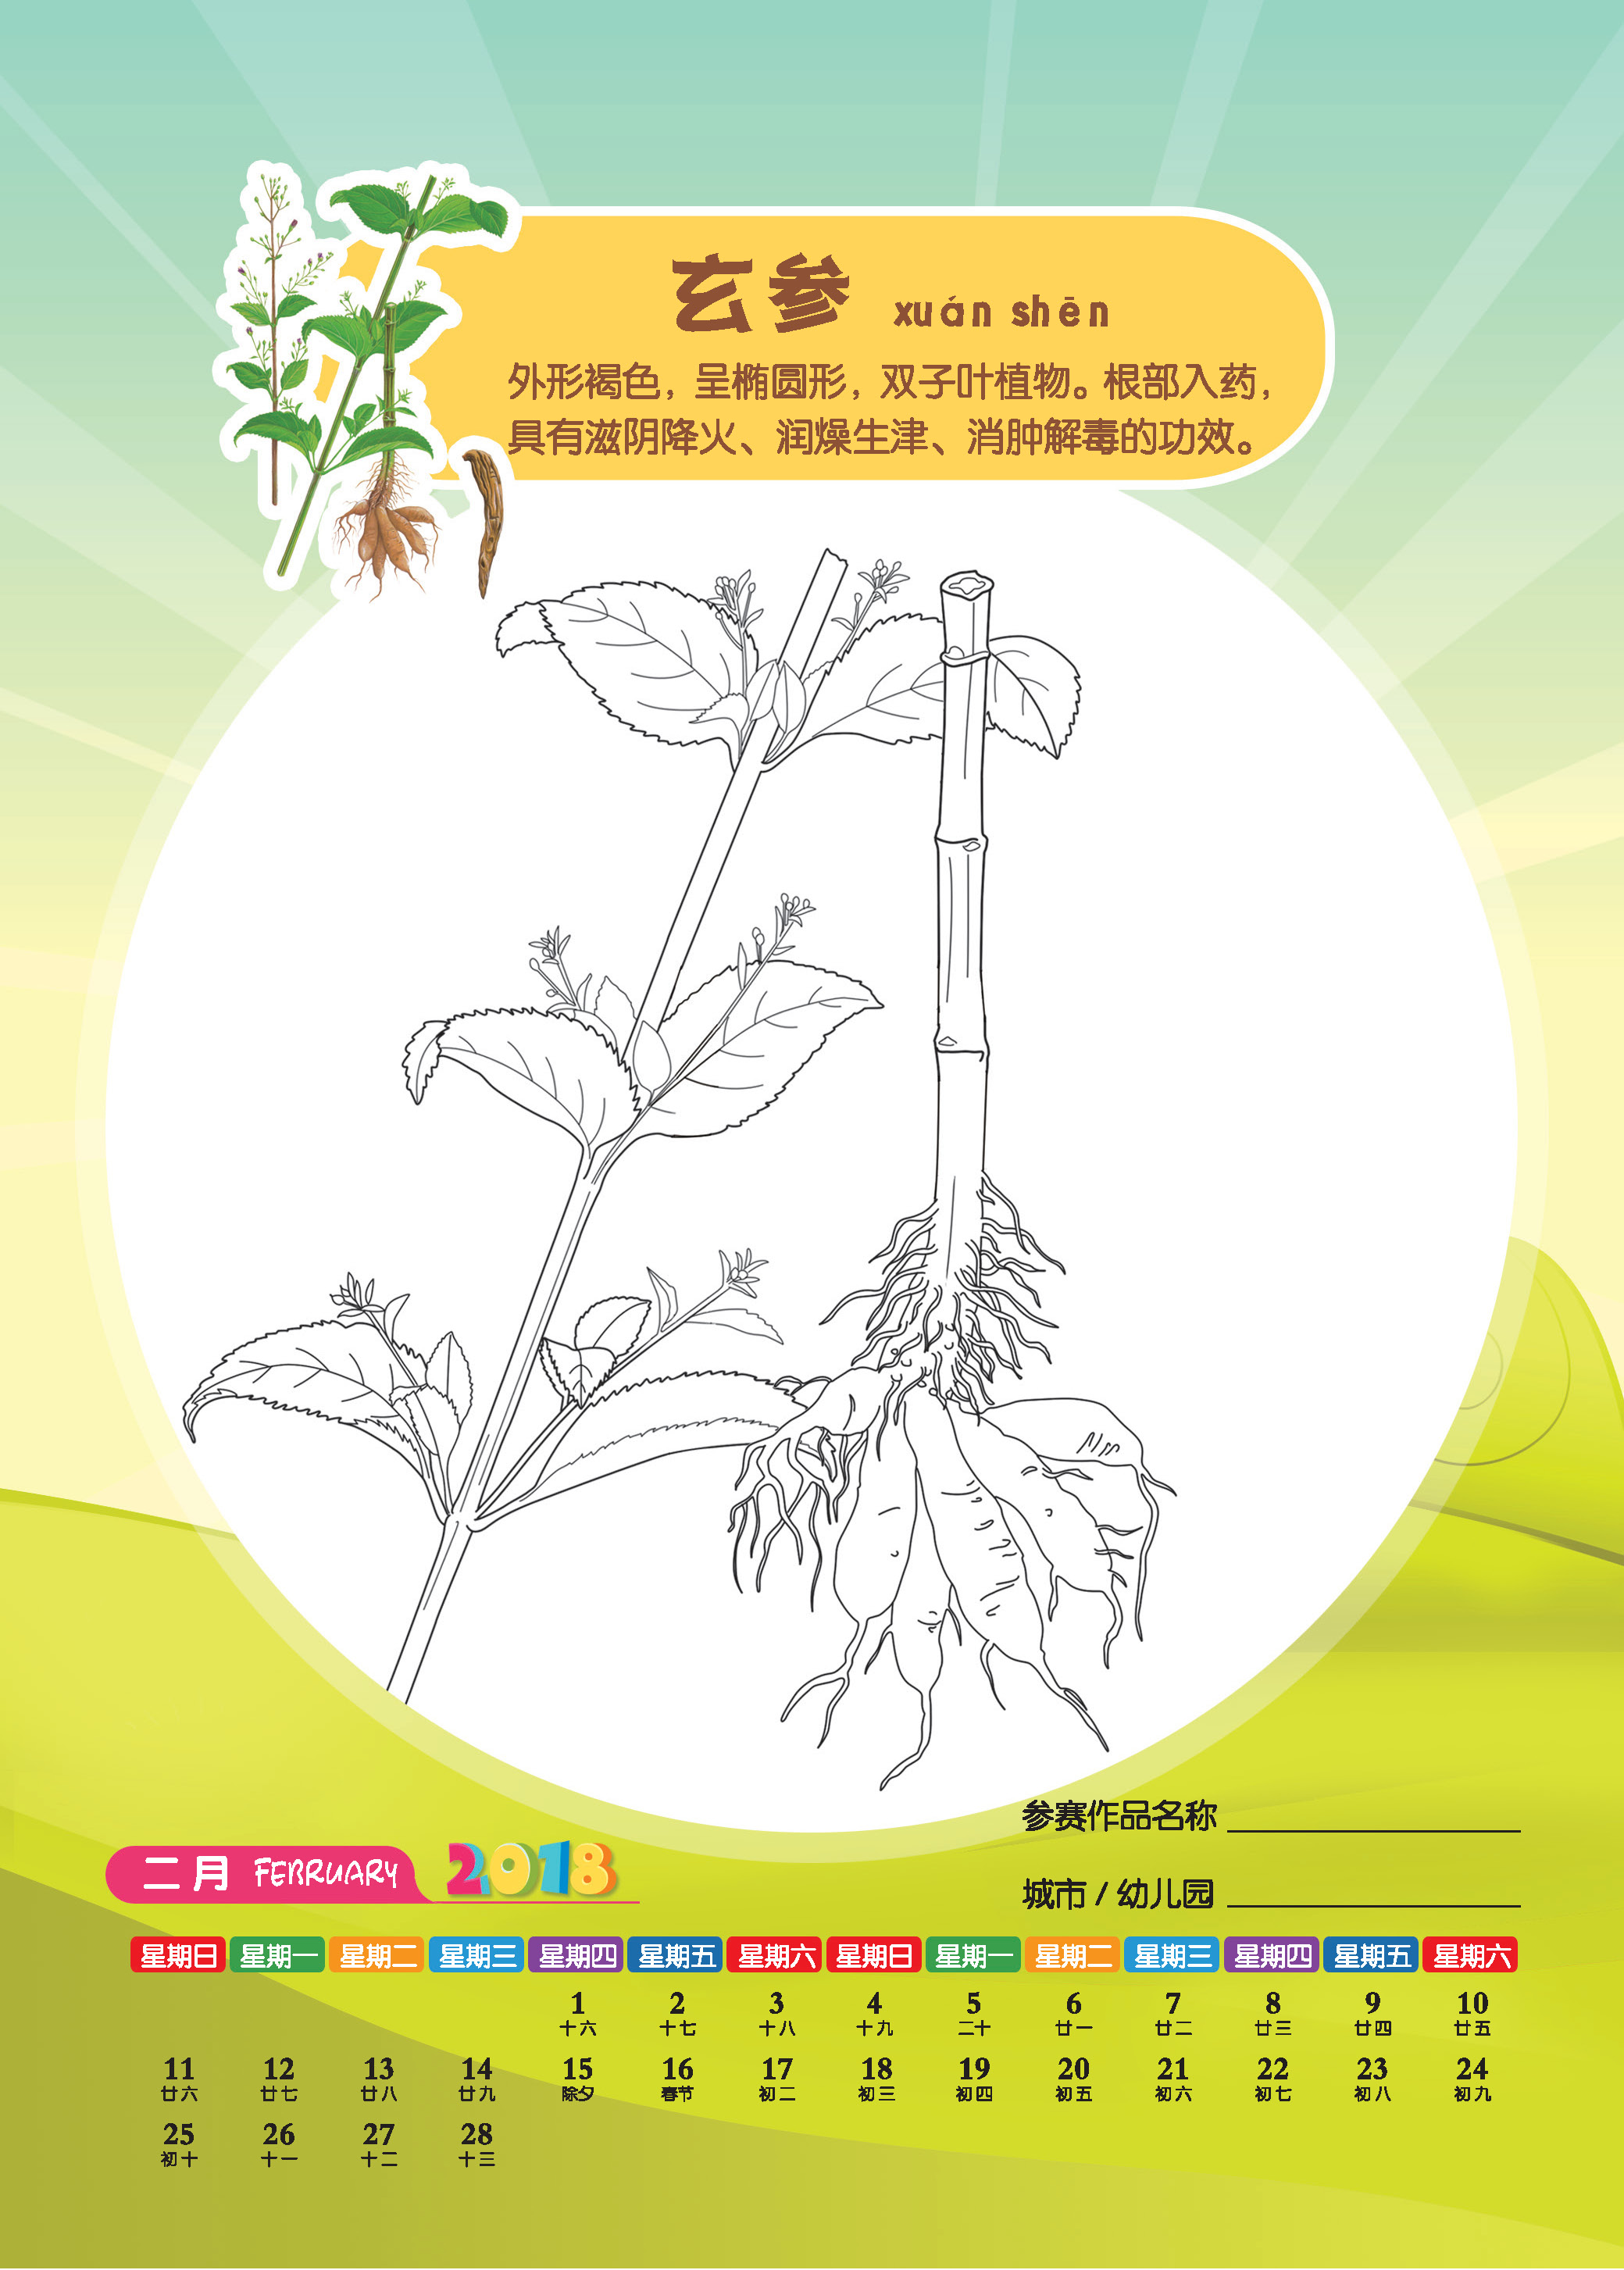 玄参 xuán shēn
外形褐色，呈椭圆形，双子叶植物。根部入药，
具有滋阴降火、润燥生津、消肿解毒的功效。
参赛作品名称
城市/幼儿园
二月 FEBRUARY 2018
星期日 星期一 星期二 星期三 星期四 星期五 星期六 星期日 星期一 星期二 星期三 星期四 星期五 星期六
1 2 3 4 5 6 7 8 9 10
十六 十七 十八 十九 二十 廿一 廿二 廿三 廿四 廿五
11 12 13 14 15 16 17 18 19 20 21 22 23 24
廿六 廿七 廿八 廿九 除夕 春节 初二 初三 初四 初五 初六 初七 初八 初九
25 26 27 28
初十 十一 十二 十三